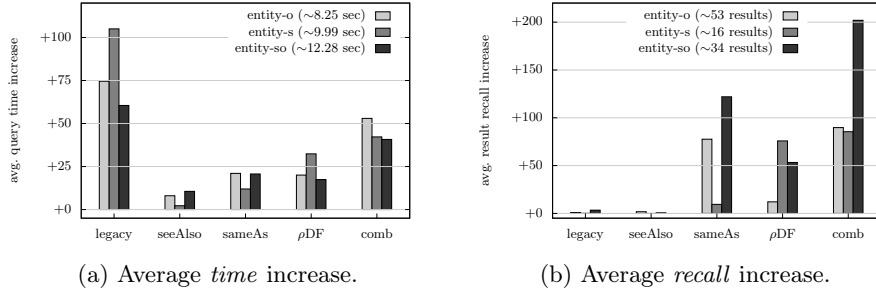 entity-o (~8.25 sec)
entity-s (~9.99 sec)
entity-so (~12.28 sec)
avg. query time increase
+100
+75
+50
+25
+0
legacy seeAlso sameAs ρDF comb
(a) Average time increase.
entity-o (~53 results)
entity-s (~16 results)
entity-so (~34 results)
avg. result recall increase
+200
+150
+100
+50
+0
legacy seeAlso sameAs ρDF comb
(b) Average recall increase.